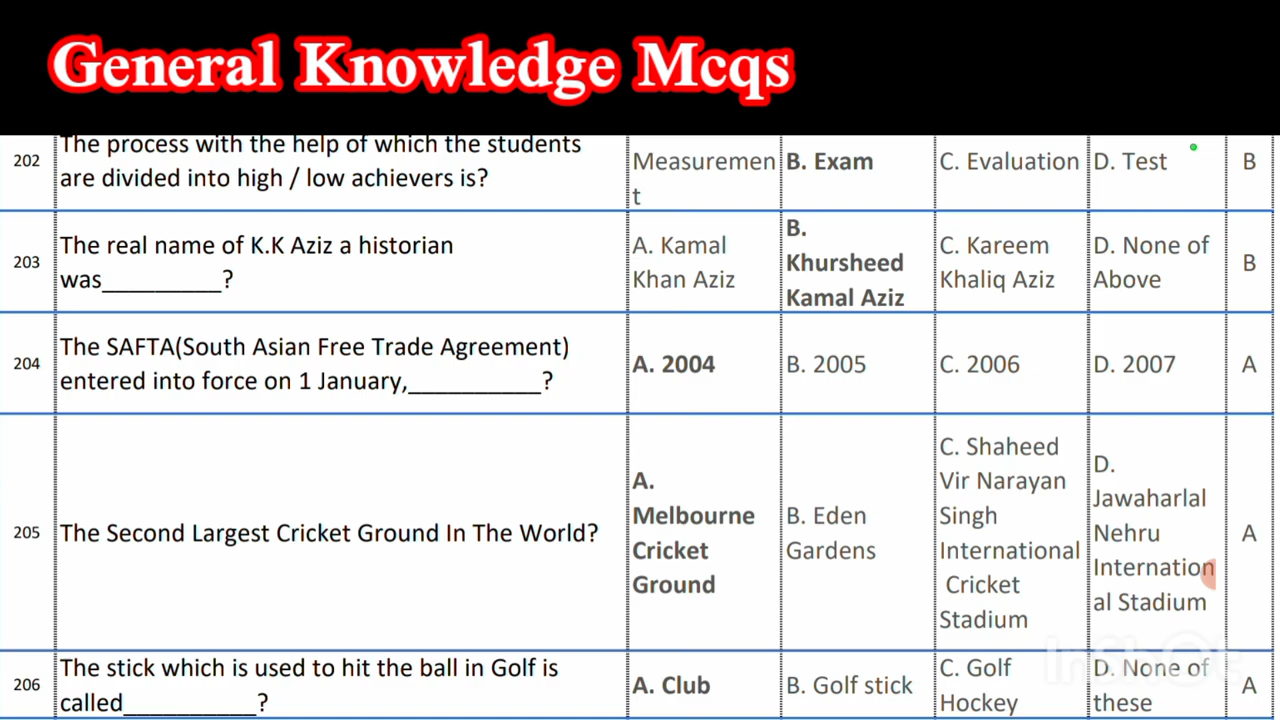 General Knowledge Mcqs
202
The process with the help of which the students
are divided into high / low achievers is?
Measuremen
t
B. Exam
C. Evaluation
D. Test
B
203
The real name of K.K Aziz a historian
was_________?
A. Kamal
Khan Aziz
B.
Khursheed
Kamal Aziz
C. Kareem
Khaliq Aziz
D. None of
Above
B
204
The SAFTA(South Asian Free Trade Agreement)
entered into force on 1 January,__________?
A. 2004
B. 2005
C. 2006
D. 2007
A
205
The Second Largest Cricket Ground In The World?
A.
Melbourne
Cricket
Ground
B. Eden
Gardens
C. Shaheed
Vir Narayan
Singh
International
Cricket
Stadium
D.
Jawaharlal
Nehru
Internation
al Stadium
A
206
The stick which is used to hit the ball in Golf is
called__________?
A. Club
B. Golf stick
C. Golf
Hockey
D. None of
these
A
InShOt